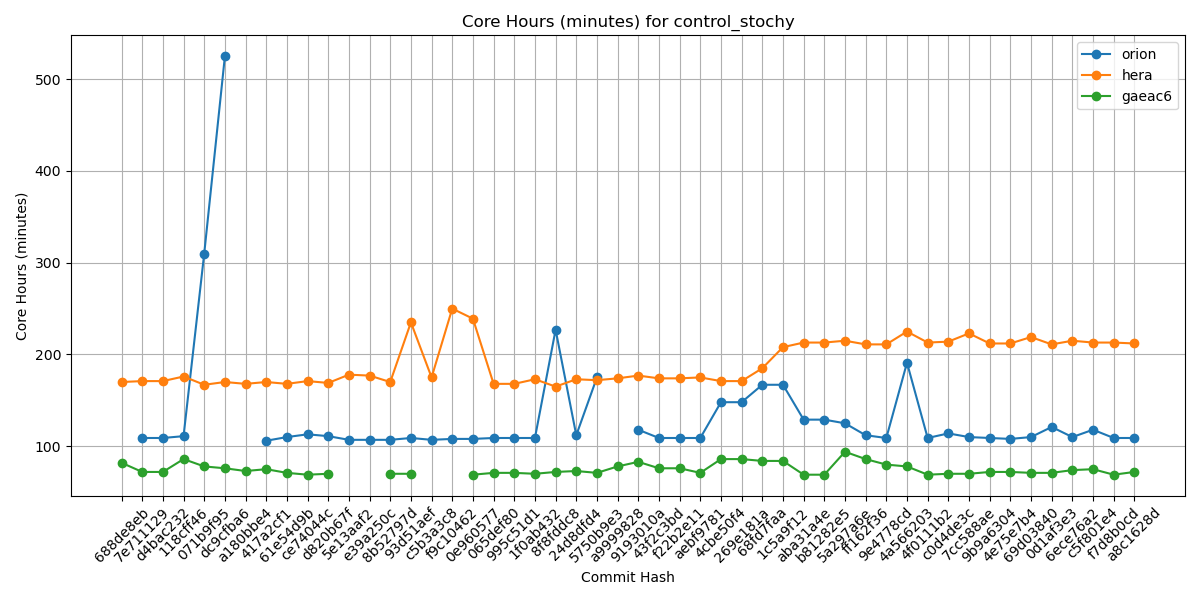 Core Hours (minutes) for control_stochy
orion
hera
gaeac6
500
400
300
200
100
Core Hours (minutes)
688de8eb
7e711129
d4bac232
118cff46
071b9f95
dc9cfba6
a180bbe4
417a2cf1
61e54d9b
ce74044c
d820b67f
5e13aaf2
e39a250c
8b52797d
93d51aef
c5b3a3c8
f9c10462
0e960577
065def80
995c51d1
1f0ab432
24d8dfd4
5750b9e3
a9999828
9193010a
43f253bd
f22b2e11
aebf9781
4cbe50f4
269e181a
68fd7faa
1c5a9f12
aba31a4e
b81282e5
5a297a6e
ff162f36
9e4778cd
4a566203
c0d4de3c
7cc588ae
9b9a6304
4e75e7b4
69d03840
0d1af3e3
6ece76a2
c5f801e4
f7d8b0cd
a8c1628d
Commit Hash